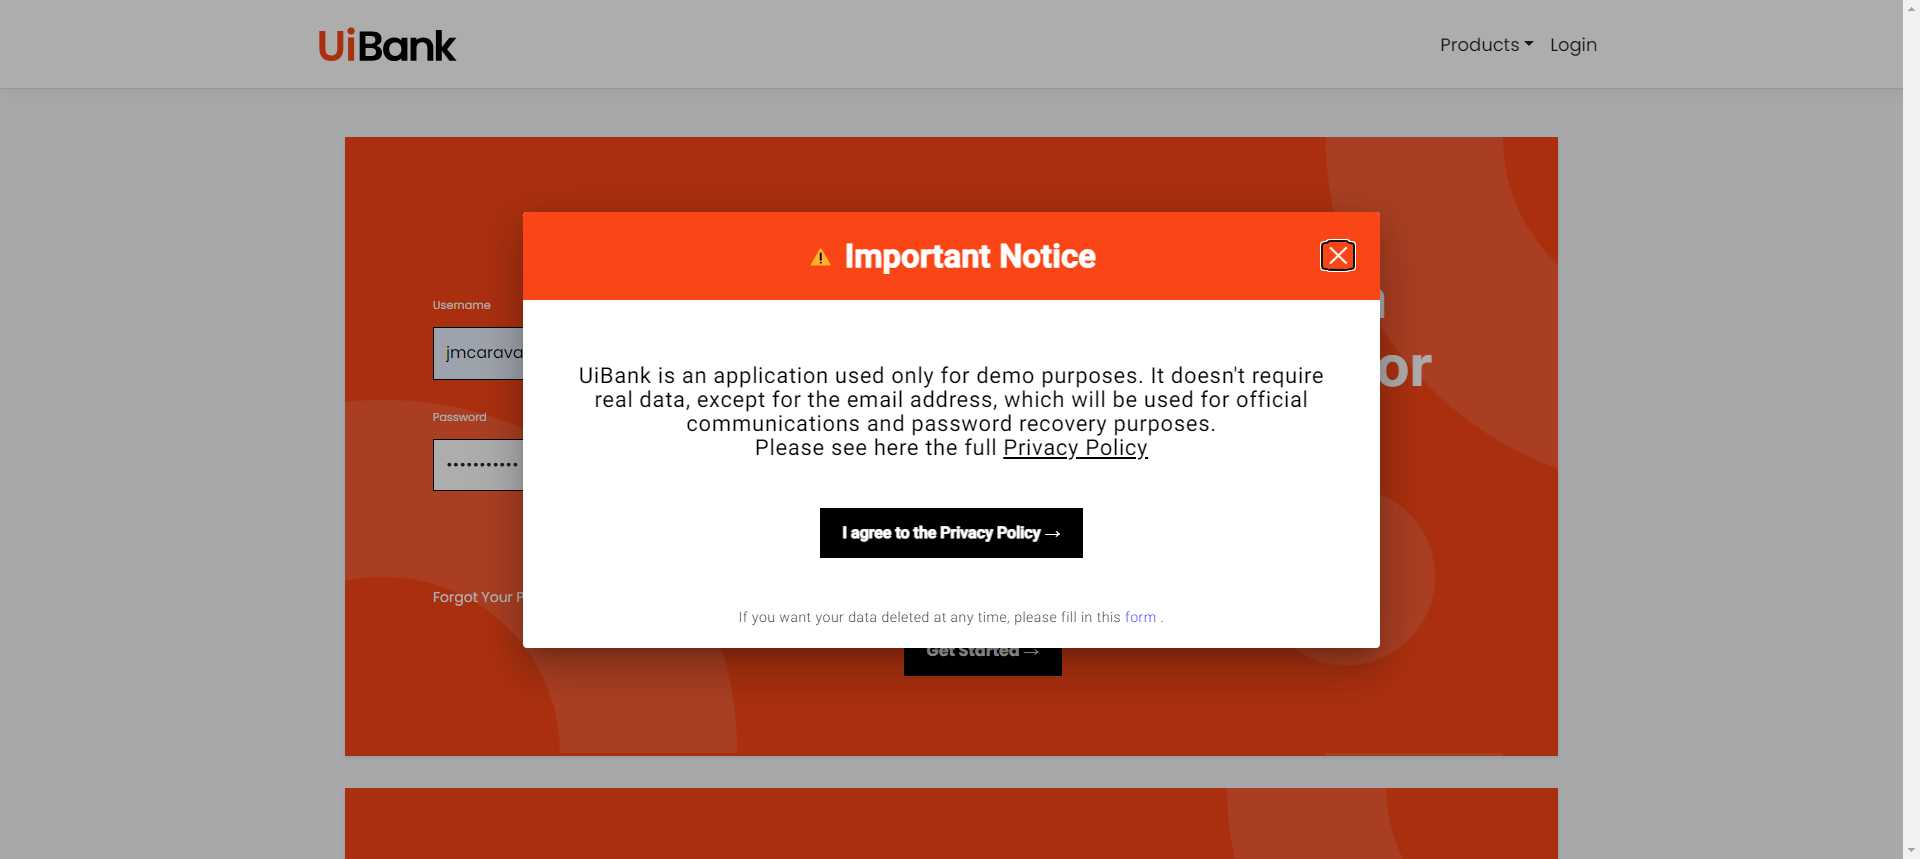 UiBank
Products
Login
Important Notice
Username
jmcarava
or
UiBank is an application used only for demo purposes. It doesn't require
real data, except for the email address, which will be used for official
communications and password recovery purposes.
Please see here the full Privacy Policy
Password
I agree to the Privacy Policy →
Forgot Your P
If you want your data deleted at any time, please fill in this form .
Get Started →